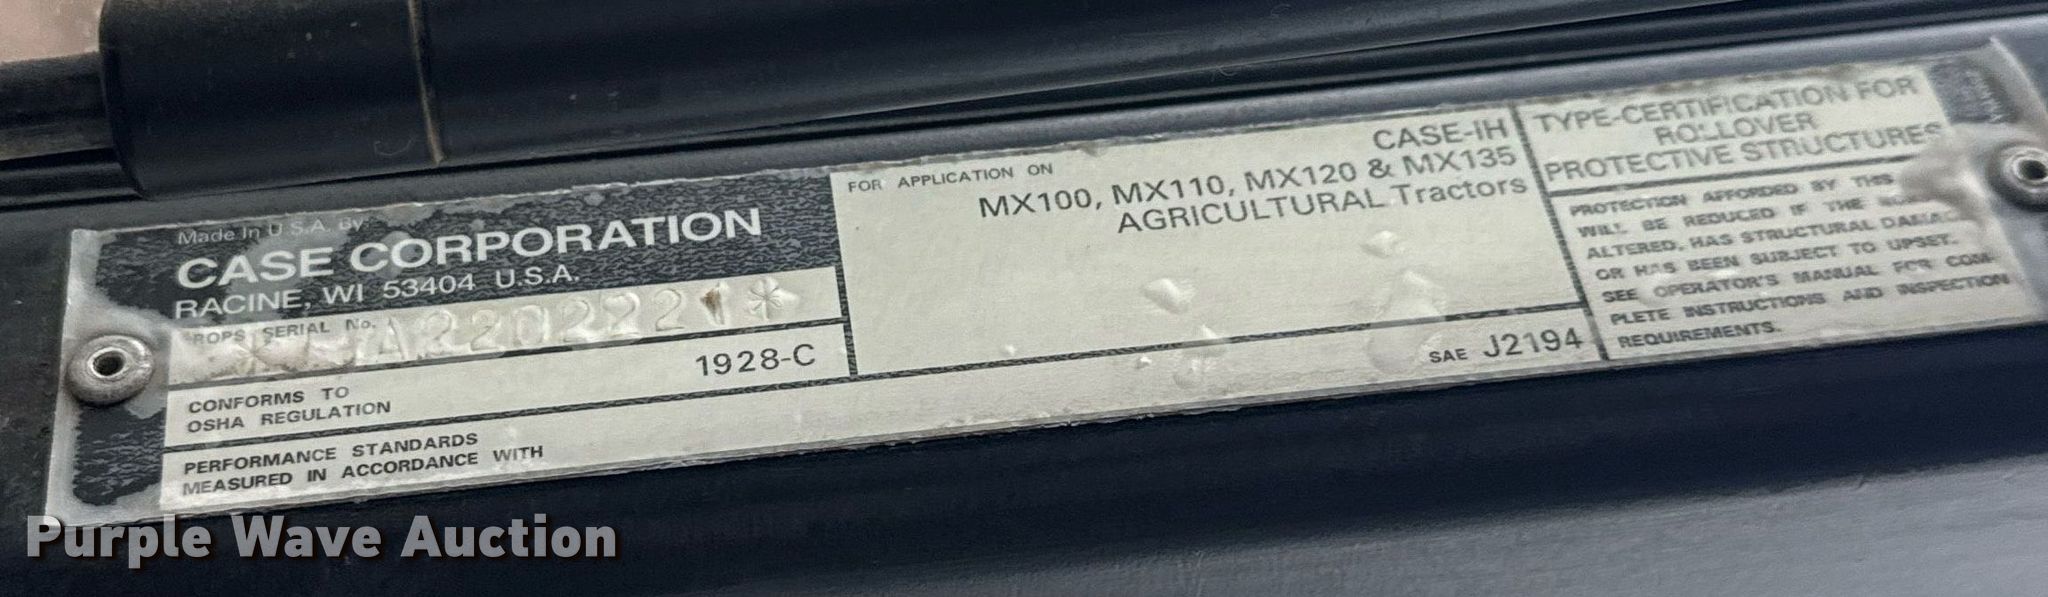 Made In U.S.A. By:
CASE CORPORATION
RACINE, WI 53404 U.S.A.
ROPS SERIAL No.
CONFORMS TO
OSHA REGULATION
1928-C
PERFORMANCE STANDARDS
MEASURED IN ACCORDANCE WITH
FOR APPLICATION ON
CASE-IH
MX100, MX110, MX120 & MX135
AGRICULTURAL Tractors
SAE J2194
TYPE-CERTIFICATION FOR
ROLLOVER
PROTECTIVE STRUCTURES
PROTECTION AFFORDED BY THIS
WILL BE REDUCED IF THE
ALTERED, HAS STRUCTURAL
OR HAS BEEN SUBJECT TO UPSET.
SEE OPERATOR'S MANUAL FOR COM-
PLETE INSTRUCTIONS AND INSPECTION
REQUIREMENTS.
Purple Wave Auction